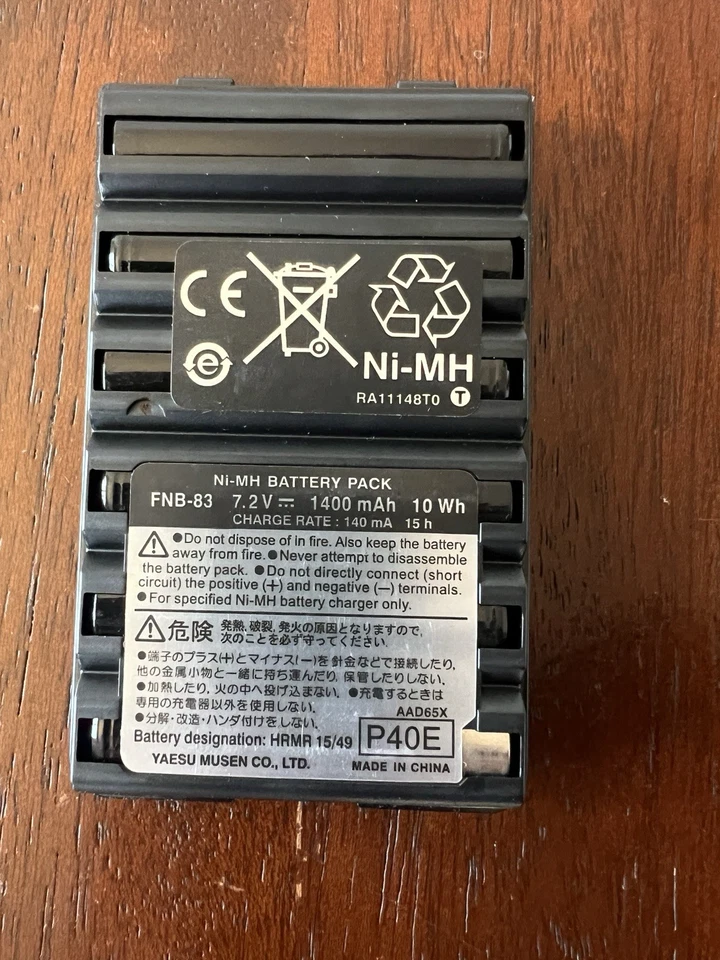 CE
e
Ni-MH
RA11148T0 T
Ni-MH BATTERY PACK
FNB-83 7.2 V ⎓ 1400 mAh 10 Wh
CHARGE RATE : 140 mA 15 h
●Do not dispose of in fire. Also keep the battery
away from fire. ●Never attempt to disassemble
the battery pack. ●Do not directly connect (short
circuit) the positive (+) and negative (—) terminals.
●For specified Ni-MH battery charger only.
危険 発熱, 破裂, 発火の原因となりますので,
次のことを必ず守ってください.
●端子のプラス(+)とマイナス(ー)を針金などで接続したり,
他の金属小物と一緒に持ち運んだり, 保管したりしない.
●加熱したり, 火の中へ投げ込まない. ●充電するときは
専用の充電器以外を使用しない.
●分解・改造・ハンダ付けをしない.
AAD65X
Battery designation: HRMR 15/49 P40E
YAESU MUSEN CO., LTD. MADE IN CHINA